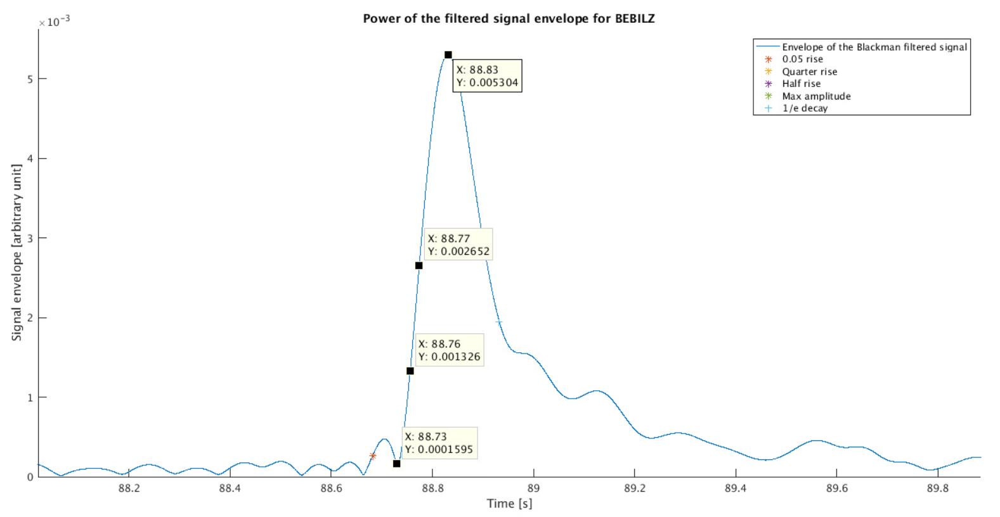 Power of the filtered signal envelope for BEBILZ
×10⁻³
Envelope of the Blackman filtered signal
0.05 rise
Quarter rise
Half rise
Max amplitude
1/e decay
X: 88.83
Y: 0.005304
X: 88.77
Y: 0.002652
X: 88.76
Y: 0.001326
X: 88.73
Y: 0.0001595
Signal envelope [arbitrary unit]
5
4
3
2
1
0
88.2 88.4 88.6 88.8 89 89.2 89.4 89.6 89.8
Time [s]